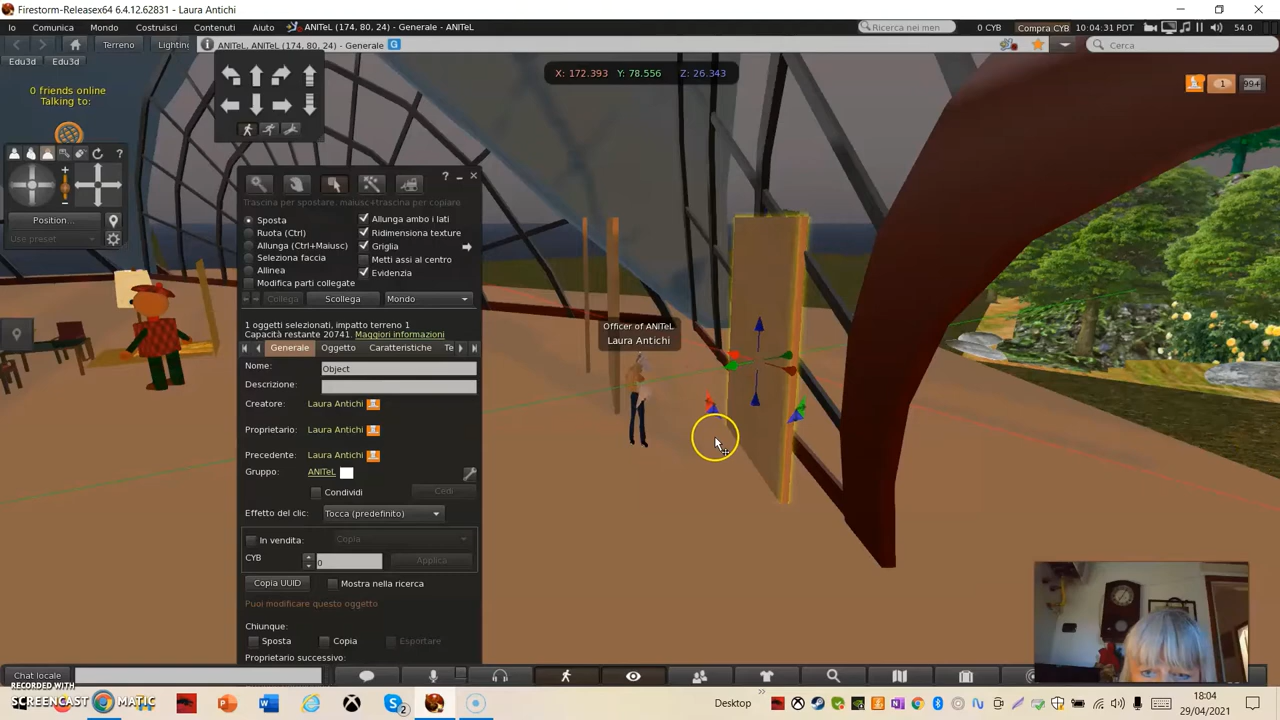 Firestorm-Releasex64 6.4.12.62831 - Laura Antichi
Io Comunica Mondo Costruisci Contenuti Aiuto ANITeL (174, 80, 24) - Generale - ANITeL
Ricerca nei men 0 CYB Compra CYB 10:04:31 PDT 54.0
Terreno Lightin ANITeL, ANITeL (174, 80, 24) - Generale G Cerca
Edu3d Edu3d
X: 172.393 Y: 78.556 Z: 26.343
1 994
0 friends online
Talking to:
?
Position...
Use preset
? _
Trascina per spostare, maiusc+trascina per copiare
Sposta Allunga ambo i lati
Ruota (Ctrl) Ridimensiona texture
Allunga (Ctrl+Maiusc) Griglia
Seleziona faccia Metti assi al centro
Allinea Evidenzia
Modifica parti collegate
Collega Scollega Mondo
1 oggetti selezionati, impatto terreno 1
Capacità restante 20741. Maggiori informazioni
Generale Oggetto Caratteristiche Te
Nome: Object
Descrizione:
Creatore: Laura Antichi
Proprietario: Laura Antichi
Precedente: Laura Antichi
Gruppo: ANITeL
Condividi Cedi
Effetto del clic: Tocca (predefinito)
In vendita: Copia
CYB 0 Applica
Copia UUID Mostra nella ricerca
Puoi modificare questo oggetto
Chiunque:
Sposta Copia Esportare
Proprietario successivo:
Officer of ANITeL
Laura Antichi
Chat locale
RECORDED WITH
SCREENCAST MATIC
2
Desktop
18:04
29/04/2021